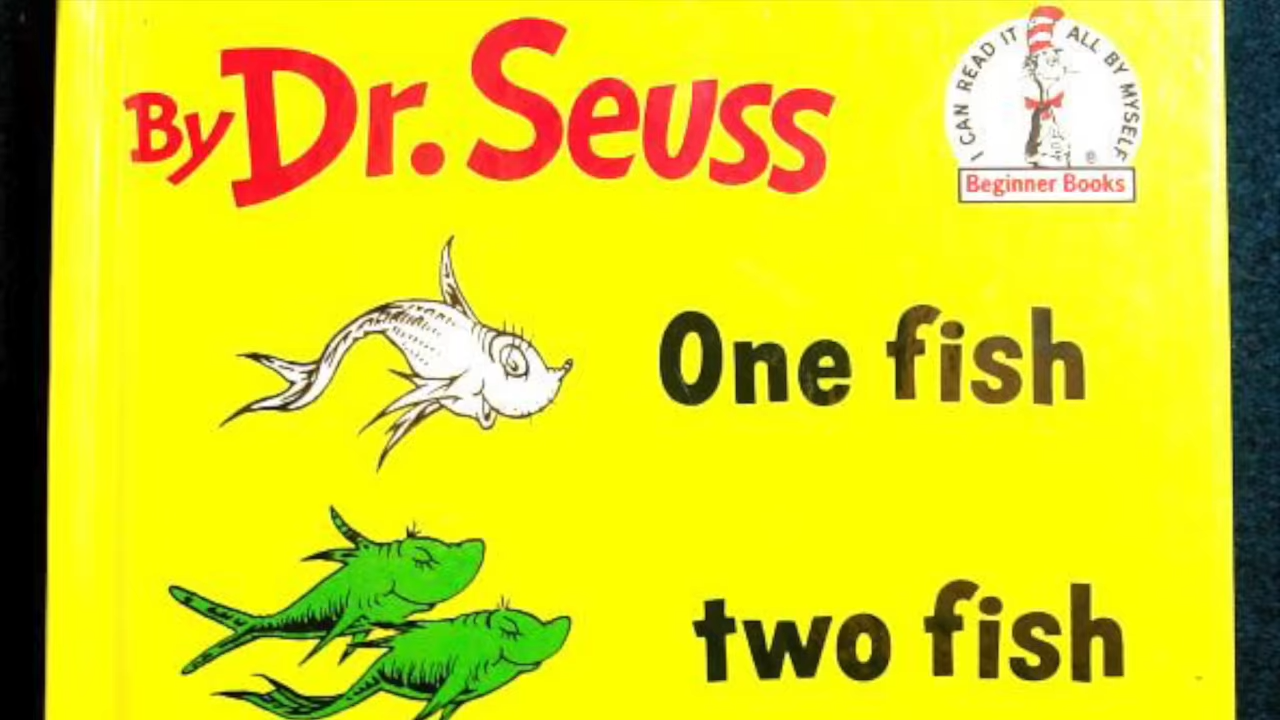 By Dr. Seuss
I CAN READ IT ALL BY MYSELF
®
Beginner Books
One fish
two fish